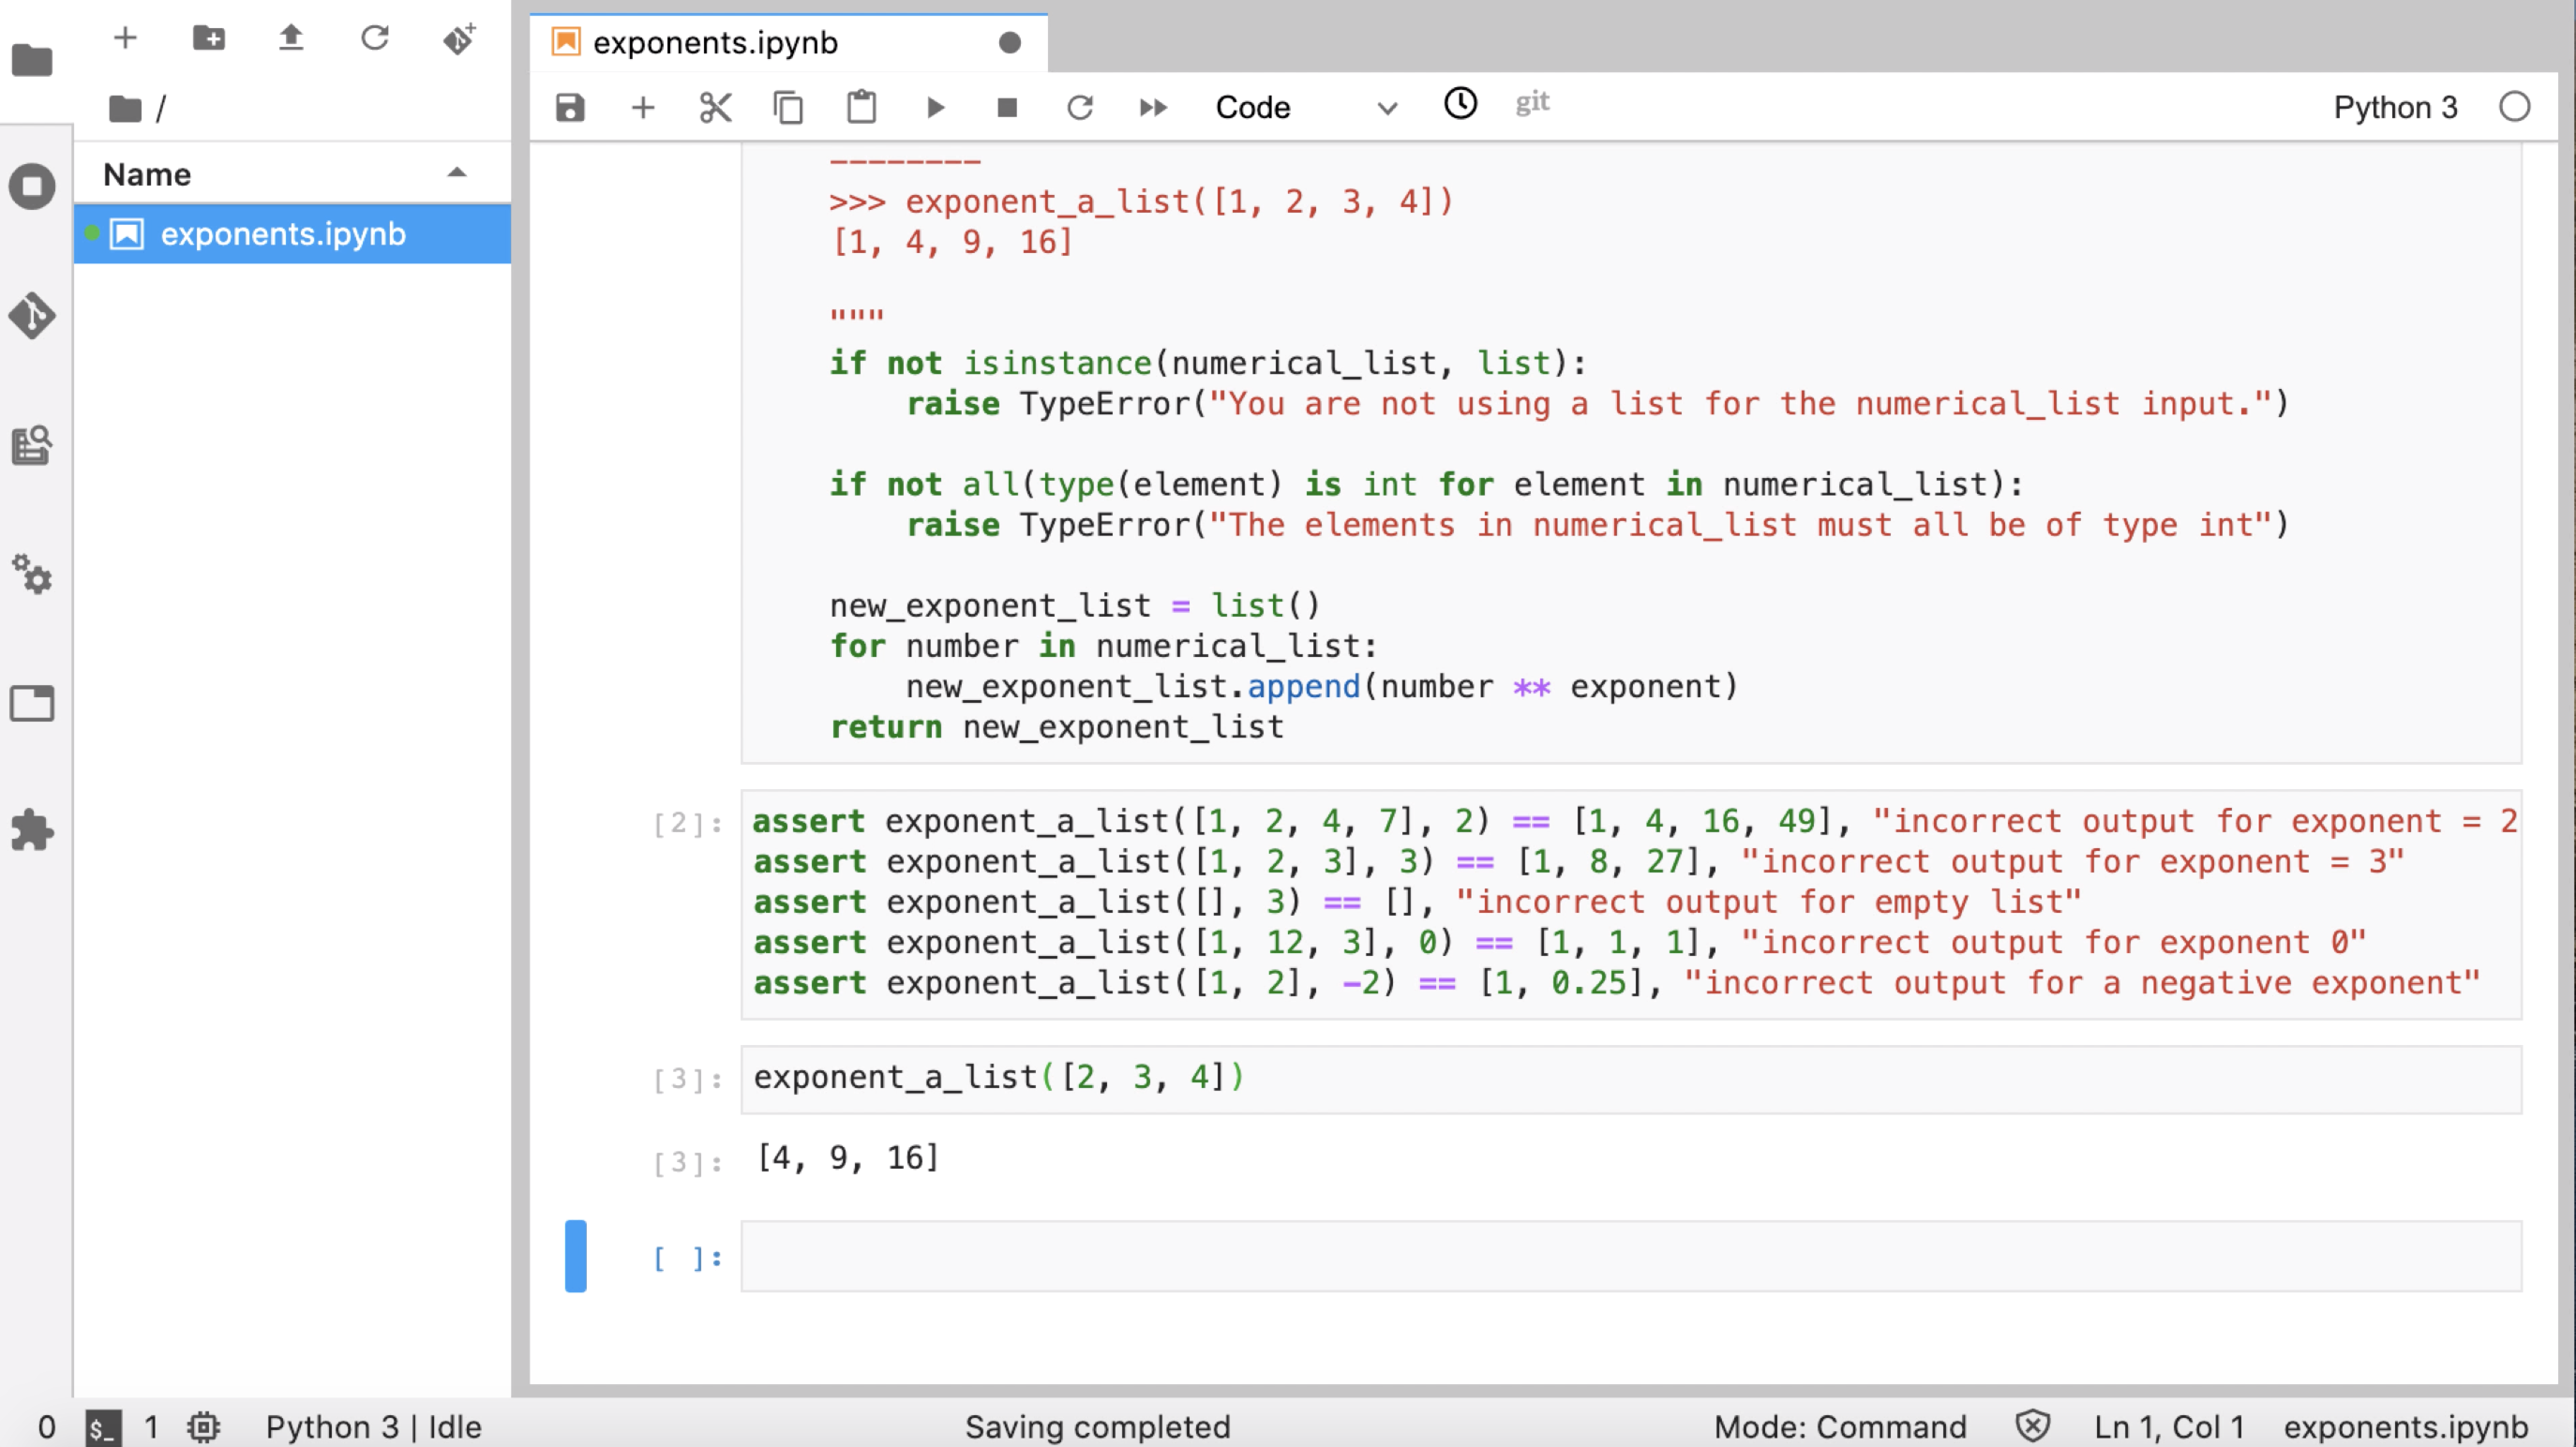 exponents.ipynb
/
Name
exponents.ipynb
Code
git
Python 3
--------
>>> exponent_a_list([1, 2, 3, 4])
[1, 4, 9, 16]
"""
if not isinstance(numerical_list, list):
raise TypeError("You are not using a list for the numerical_list input.")
if not all(type(element) is int for element in numerical_list):
raise TypeError("The elements in numerical_list must all be of type int")
new_exponent_list = list()
for number in numerical_list:
new_exponent_list.append(number ** exponent)
return new_exponent_list
[2]: assert exponent_a_list([1, 2, 4, 7], 2) == [1, 4, 16, 49], "incorrect output for exponent = 2
assert exponent_a_list([1, 2, 3], 3) == [1, 8, 27], "incorrect output for exponent = 3"
assert exponent_a_list([], 3) == [], "incorrect output for empty list"
assert exponent_a_list([1, 12, 3], 0) == [1, 1, 1], "incorrect output for exponent 0"
assert exponent_a_list([1, 2], -2) == [1, 0.25], "incorrect output for a negative exponent"
[3]: exponent_a_list([2, 3, 4])
[3]: [4, 9, 16]
[ ]:
0 $_ 1 Python 3 | Idle Saving completed Mode: Command Ln 1, Col 1 exponents.ipynb